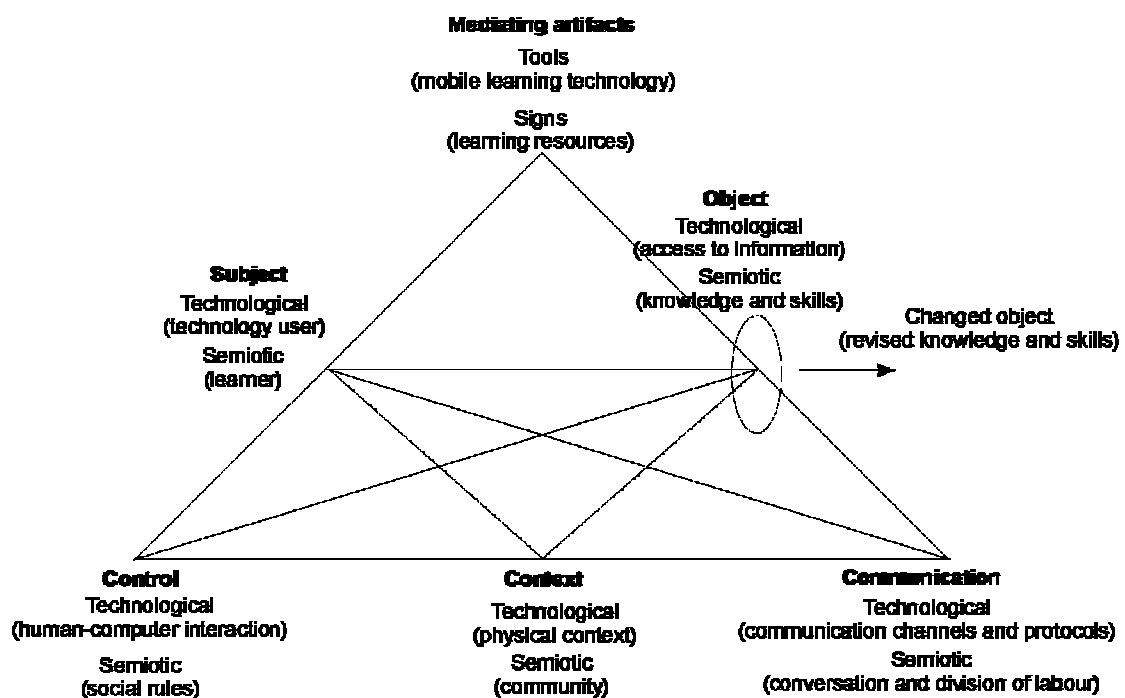 Mediating artifacts
Tools
(mobile learning technology)
Signs
(learning resources)
Object
Technological
(access to information)
Semiotic
(knowledge and skills)
Subject
Technological
(technology user)
Semiotic
(learner)
Changed object
(revised knowledge and skills)
Control
Technological
(human-computer interaction)
Semiotic
(social rules)
Context
Technological
(physical context)
Semiotic
(community)
Communication
Technological
(communication channels and protocols)
Semiotic
(conversation and division of labour)